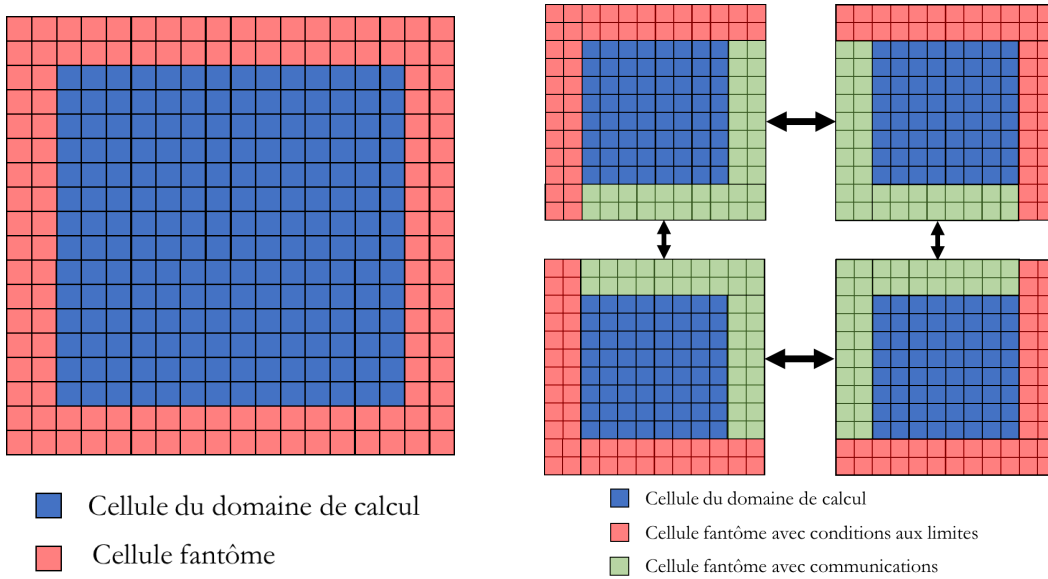 Cellule du domaine de calcul
Cellule fantôme
Cellule du domaine de calcul
Cellule fantôme avec conditions aux limites
Cellule fantôme avec communications